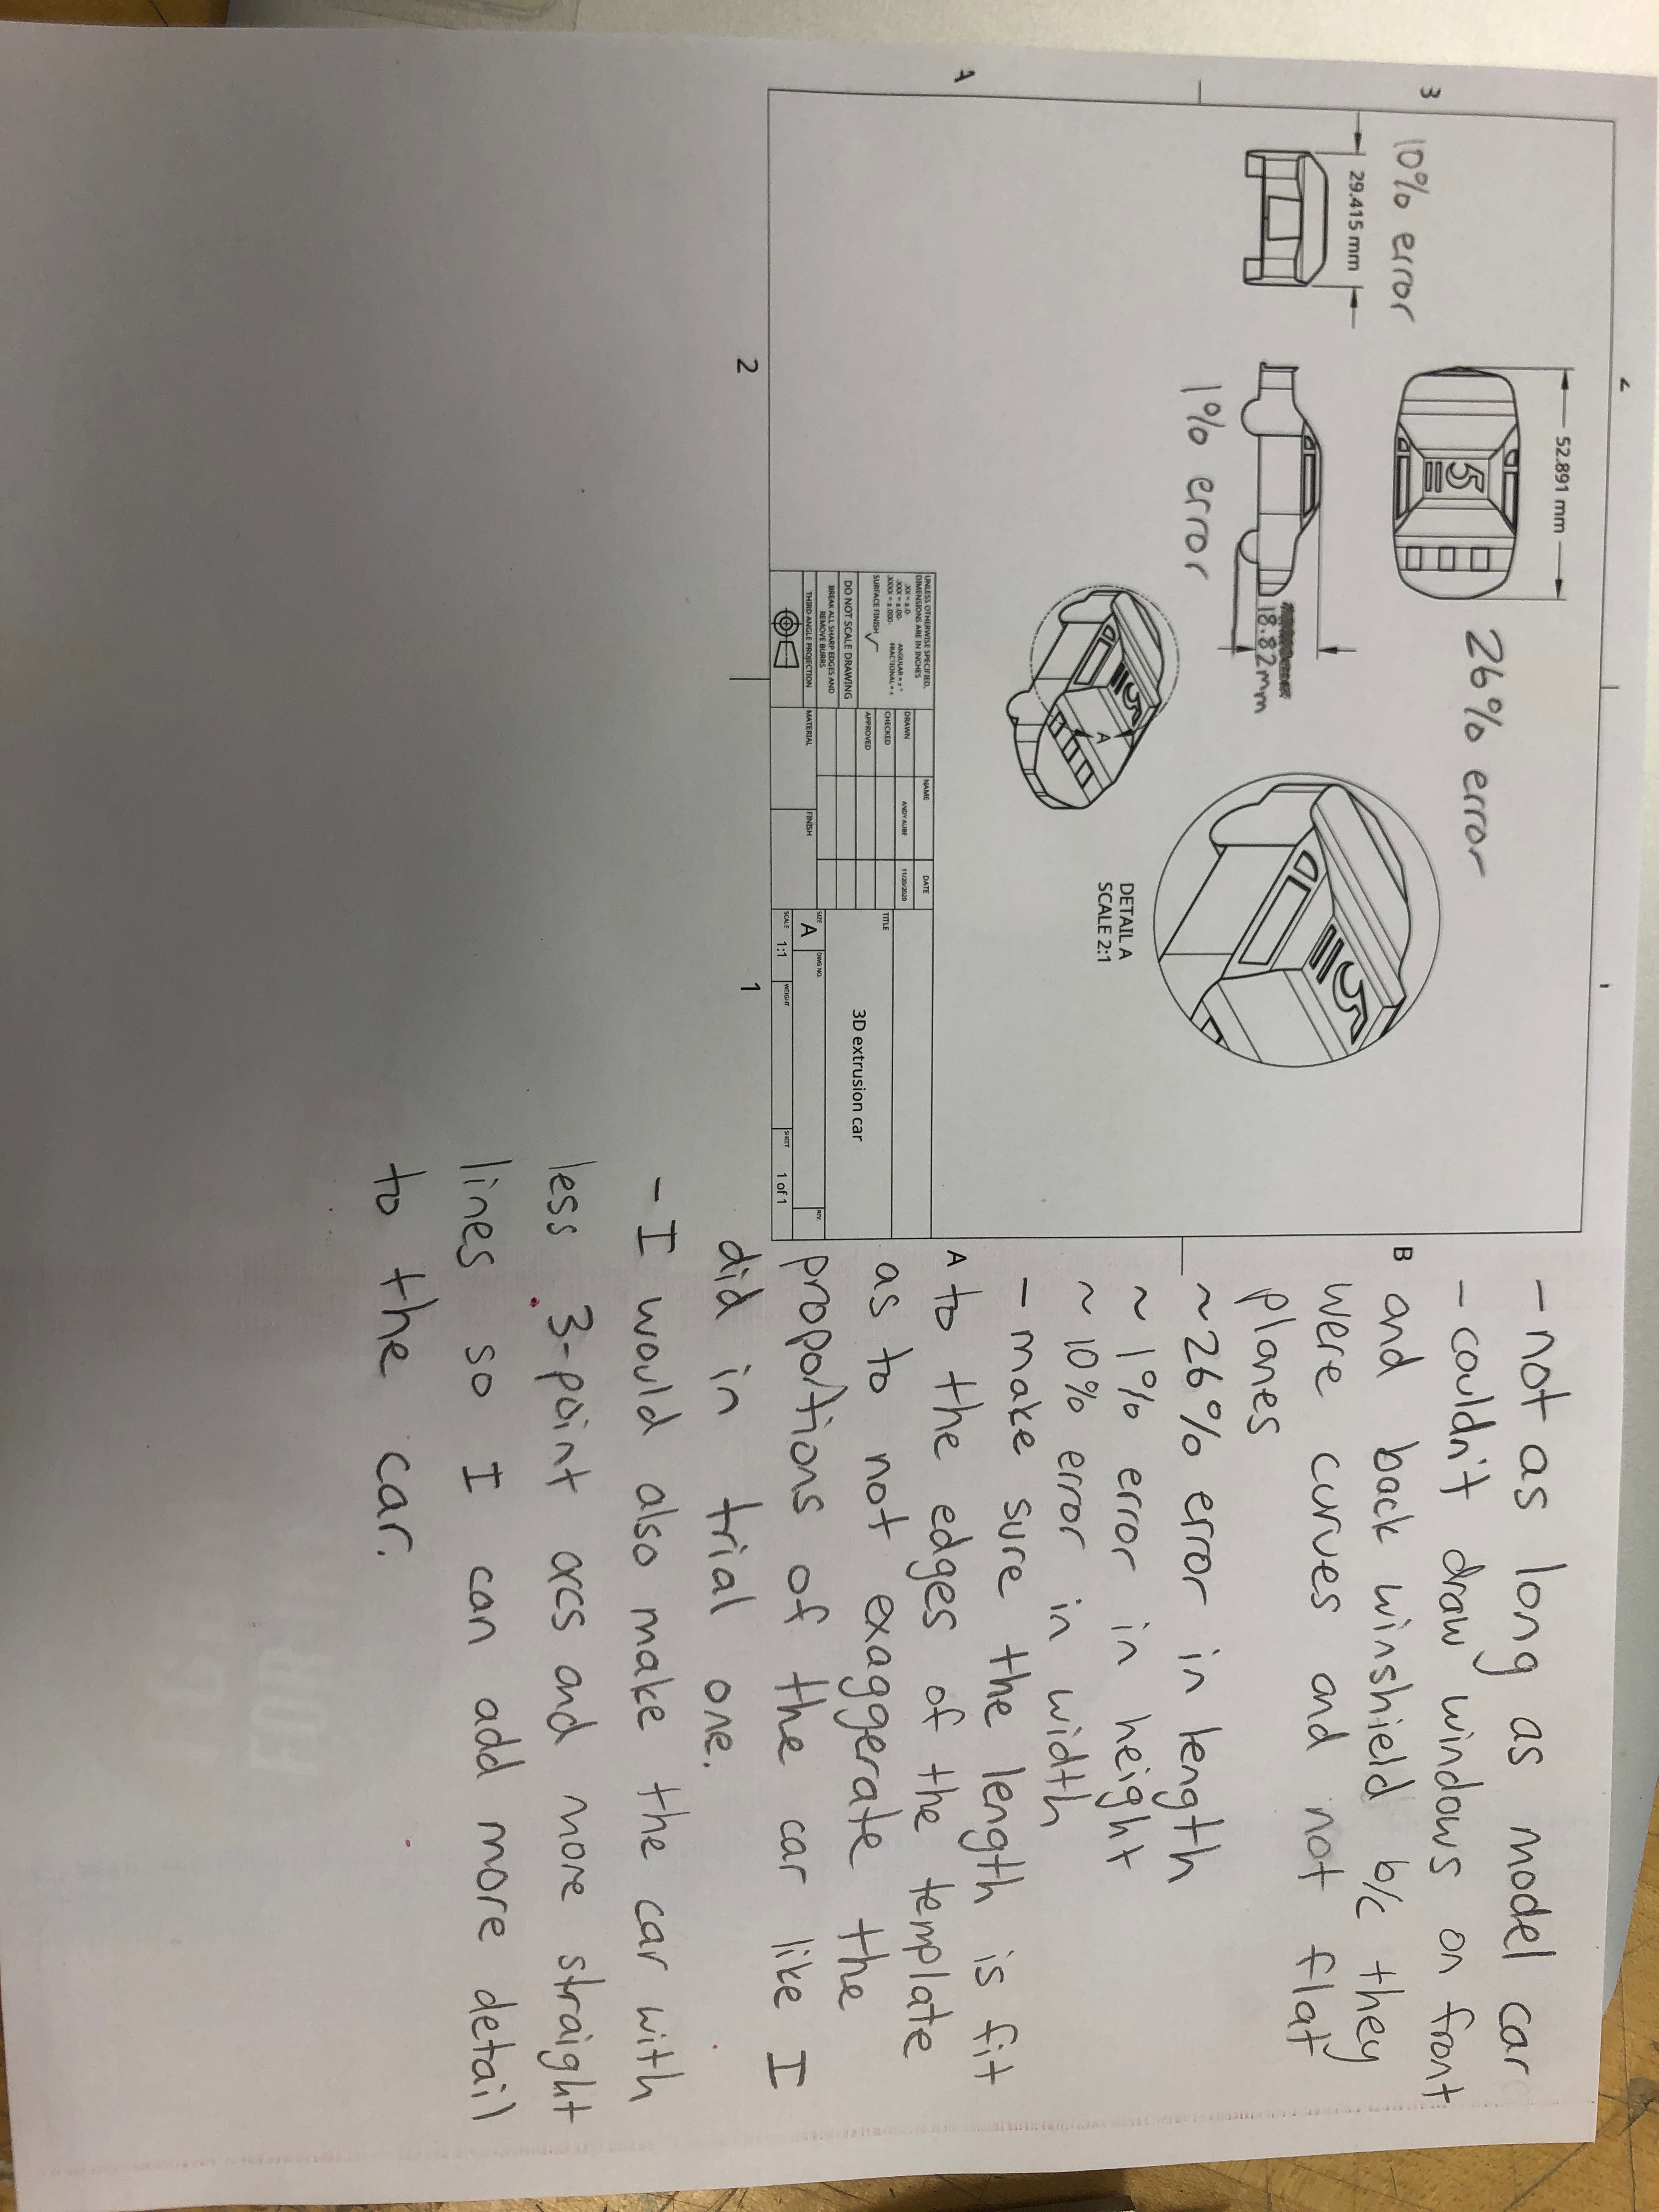 2
1
3
52.891 mm
26% error
10% error
29.415 mm
18.82mm
1% error
5
5
5
A
DETAIL A
SCALE 2:1
B
A
UNLESS OTHERWISE SPECIFIED,
DIMENSIONS ARE IN INCHES
SURFACE FINISH
DO NOT SCALE DRAWING
BREAK ALL SHARP EDGES AND
REMOVE BURRS
THIRD ANGLE PROJECTION
NAME
DATE
DRAWN
11/20/2020
CHECKED
APPROVED
MATERIAL
FINISH
TITLE
3D extrusion car
SIZE
A
DWG NO.
REV.
SCALE
1:1
WEIGHT
SHEET
1 of 1
2
1
- not as long as model car
- couldn't draw windows on front
and back winshield b/c they
were curves and not flat
planes
~26% error in length
~ 1% error in height
~ 10% error in width
- make sure the length is fit
to the edges of the template
as to not exaggerate the
proportions of the car like I
did in trial one.
- I would also make the car with
less 3-point arcs and more straight
lines so I can add more detail
to the car.